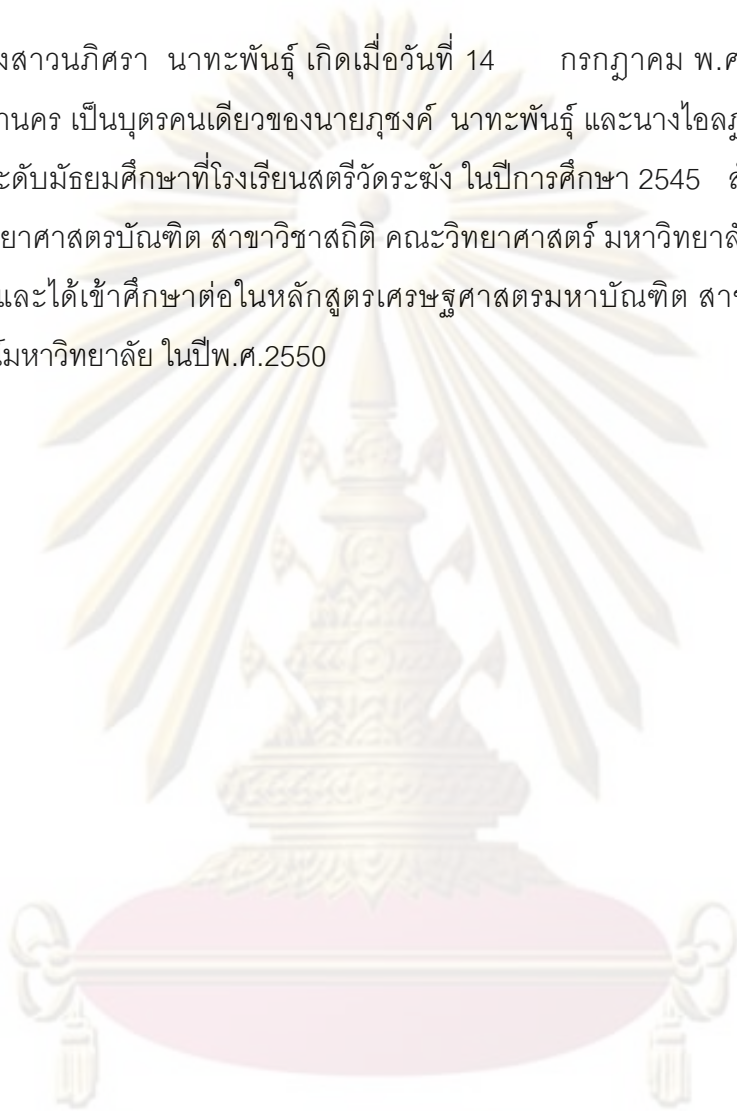 งสาวนภิศรา นาทะพันธุ์ เกิดเมื่อวันที่ 14 กรกฎาคม พ.ศ
านคร เป็นบุตรคนเดียวของนายภุชงค์ นาทะพันธุ์ และนางไอลฎ
ะดับมัธยมศึกษาที่โรงเรียนสตรีวัดระฆัง ในปีการศึกษา 2545 ส
ยาศาสตรบัณฑิต สาขาวิชาสถิติ คณะวิทยาศาสตร์ มหาวิทยาลั
และได้เข้าศึกษาต่อในหลักสูตรเศรษฐศาสตรมหาบัณฑิต สาข
์มหาวิทยาลัย ในปีพ.ศ.2550